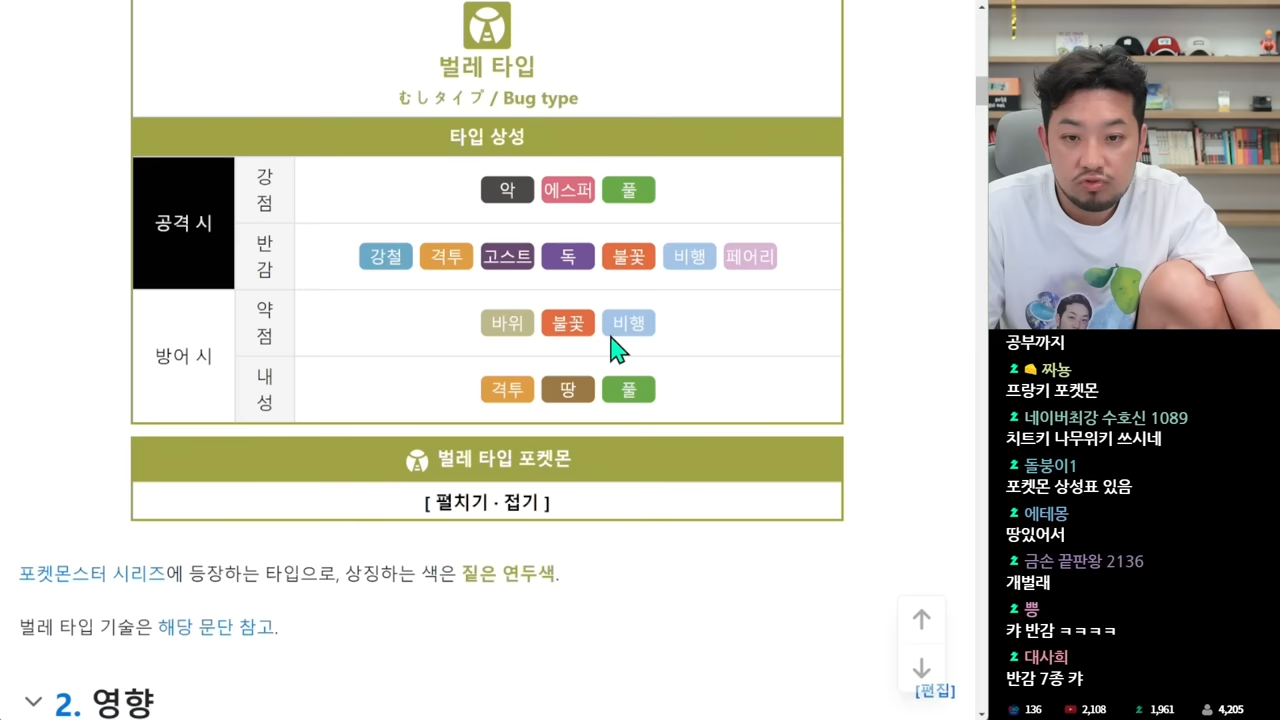 벌레 타입
むしタイプ / Bug type
타입 상성
공격 시
강점
악 에스퍼 풀
반감
강철 격투 고스트 독 불꽃 비행 페어리
방어 시
약점
바위 불꽃 비행
내성
격투 땅 풀
벌레 타입 포켓몬
[ 펼치기 · 접기 ]
포켓몬스터 시리즈에 등장하는 타입으로, 상징하는 색은 짙은 연두색.
벌레 타입 기술은 해당 문단 참고.
2. 영향
[편집]
공부까지
짜눙
프랑키 포켓몬
네이버최강 수호신 1089
치트키 나무위키 쓰시네
돌붕이1
포켓몬 상성표 있음
에테몽
땅있어서
금손 끝판왕 2136
개벌래
쁑
캬 반감 ㅋㅋㅋㅋ
대사희
반감 7종 캬
136 2,108 1,961 4,205